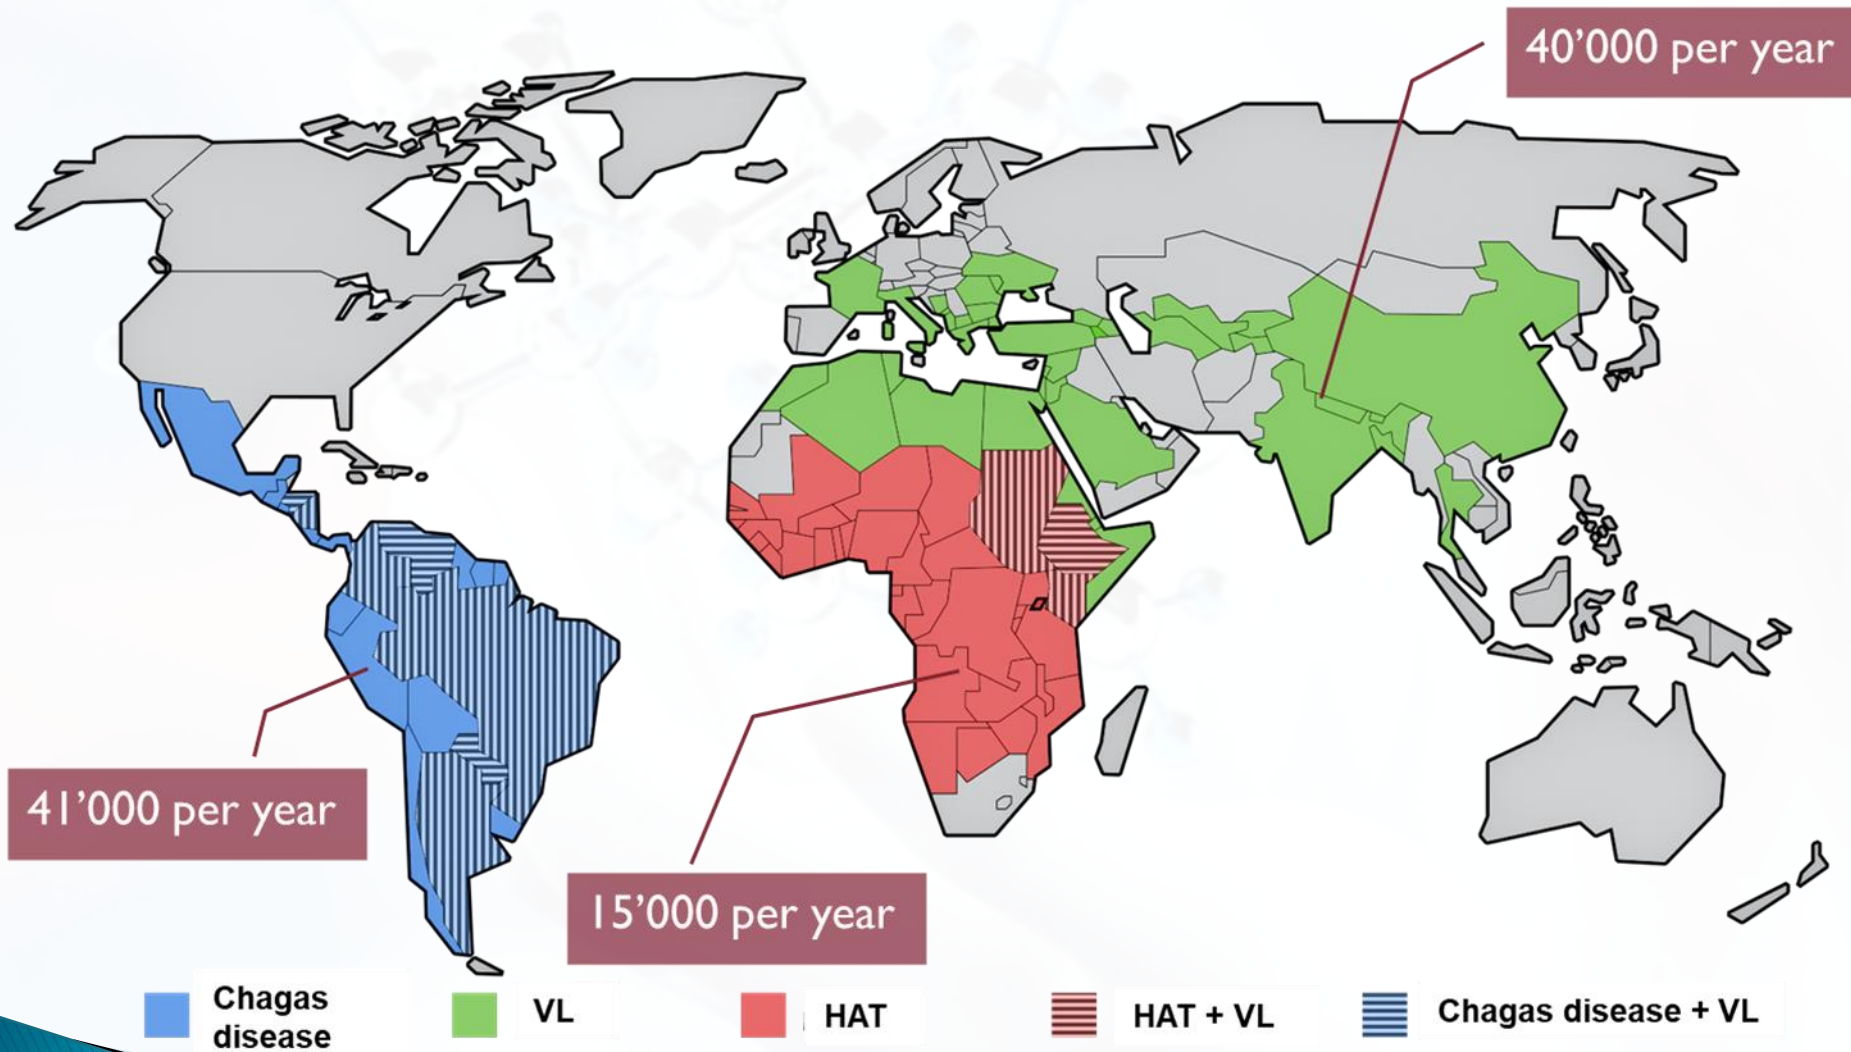 40’000 per year
41’000 per year
15’000 per year
Chagas
disease
VL
HAT
HAT + VL
Chagas disease + VL